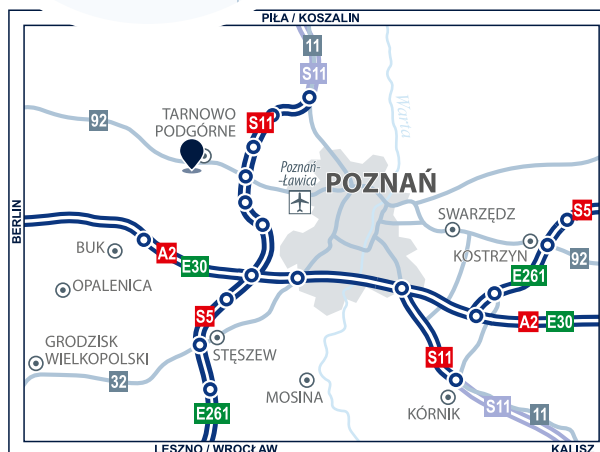 PIŁA / KOSZALIN
11
S11
92
TARNOWO
PODGÓRNE
S11
Warta
Poznań-
-Ławica
POZNAŃ
BERLIN
S5
SWARZĘDZ
BUK
A2
E30
KOSTRZYN
92
E261
OPALENICA
S5
A2
E30
GRODZISK
WIELKOPOLSKI
STĘSZEW
S11
32
MOSINA
KÓRNIK
E261
S11
11
LESZNO / WROCŁAW
KALISZ